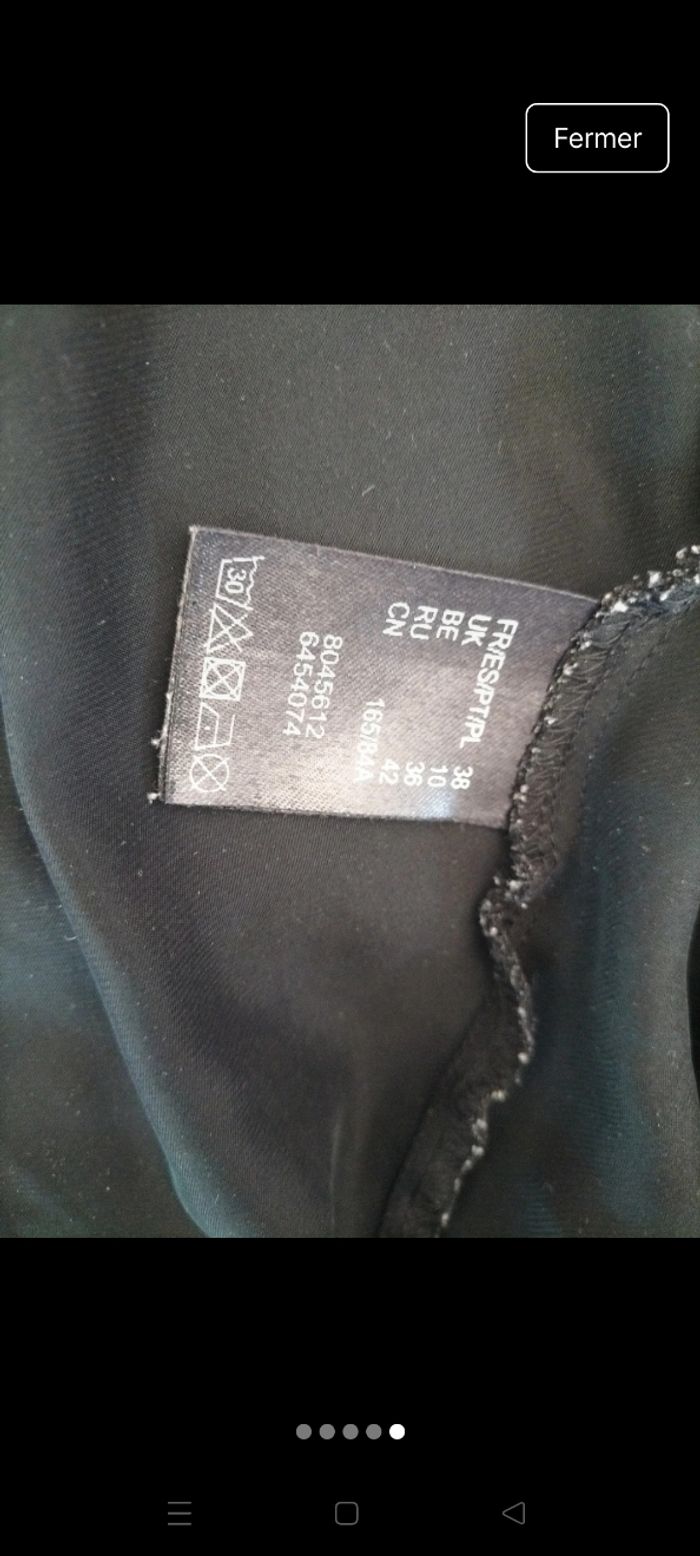 Fermer
FR/ES/PT/PL 38
UK 10
BE 36
RU 42
CN 165/84A
8045612
6454074
30